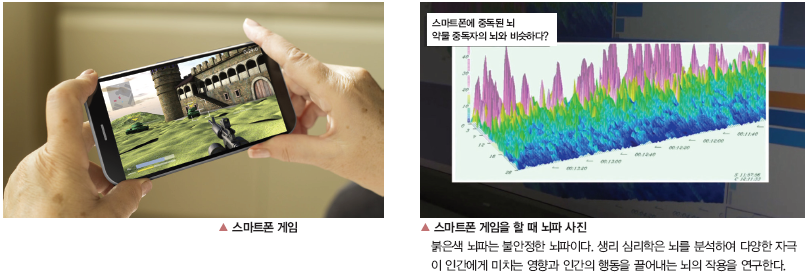 스마트폰에 중독된 뇌
약물 중독자의 뇌와 비슷하다?
▲ 스마트폰 게임
▲ 스마트폰 게임을 할 때 뇌파 사진
붉은색 뇌파는 불안정한 뇌파이다. 생리 심리학은 뇌를 분석하여 다양한 자극
이 인간에게 미치는 영향과 인간의 행동을 끌어내는 뇌의 작용을 연구한다.